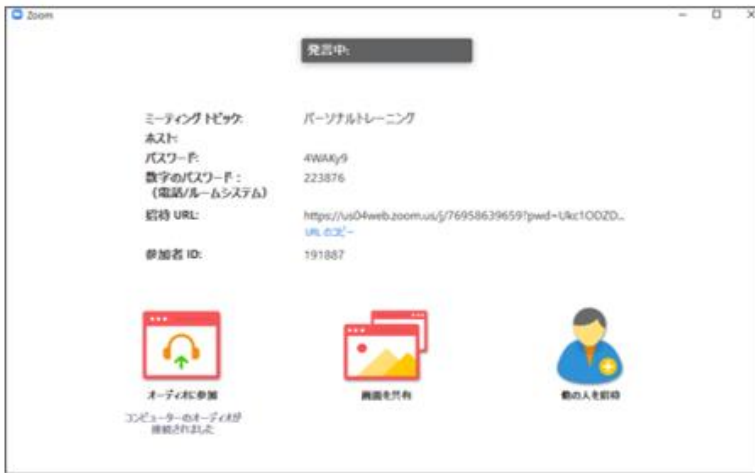 Zoom
発言中:
ミーティング トピック: パーソナルトレーニング
ホスト:
パスワード: 4WAKy9
数字のパスワード: 223876
(電話/ルームシステム)
招待 URL: https://us04web.zoom.us/j/76958639659?pwd=Ukc1ODZD...
URL のコピー
参加者 ID: 191887
オーディオに参加 画面を共有 他の人を招待
コンピューターのオーディオが
接続されました